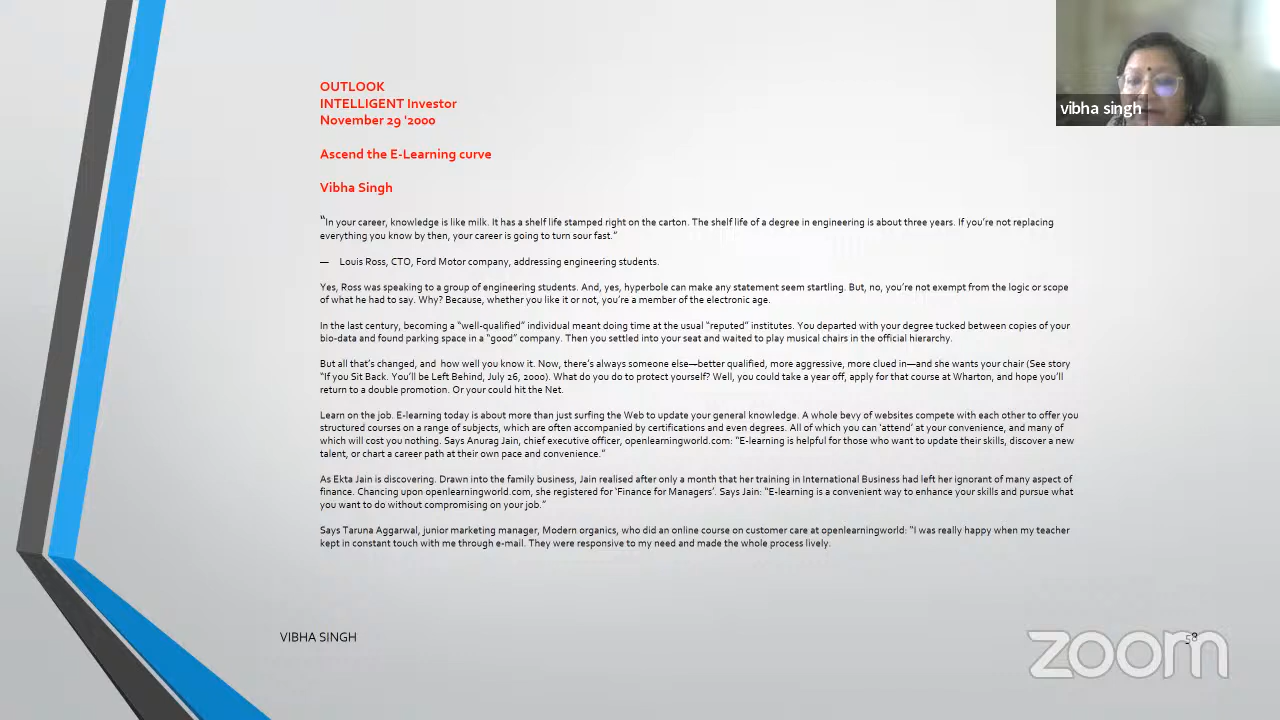 OUTLOOK
INTELLIGENT Investor
November 29 '2000
Ascend the E-Learning curve
Vibha Singh
“In your career, knowledge is like milk. It has a shelf life stamped right on the carton. The shelf life of a degree in engineering is about three years. If you’re not replacing
everything you know by then, your career is going to turn sour fast.”
— Louis Ross, CTO, Ford Motor company, addressing engineering students.
Yes, Ross was speaking to a group of engineering students. And, yes, hyperbole can make any statement seem startling. But, no, you’re not exempt from the logic or scope
of what he had to say. Why? Because, whether you like it or not, you’re a member of the electronic age.
In the last century, becoming a “well-qualified” individual meant doing time at the usual “reputed” institutes. You departed with your degree tucked between copies of your
bio-data and found parking space in a “good” company. Then you settled into your seat and waited to play musical chairs in the official hierarchy.
But all that’s changed, and how well you know it. Now, there’s always someone else—better qualified, more aggressive, more clued in—and she wants your chair (See story
“If you Sit Back. You’ll be Left Behind, July 26, 2000). What do you do to protect yourself? Well, you could take a year off, apply for that course at Wharton, and hope you’ll
return to a double promotion. Or your could hit the Net.
Learn on the job. E-learning today is about more than just surfing the Web to update your general knowledge. A whole bevy of websites compete with each other to offer you
structured courses on a range of subjects, which are often accompanied by certifications and even degrees. All of which you can ‘attend’ at your convenience, and many of
which will cost you nothing. Says Anurag Jain, chief executive officer, openlearningworld.com: “E-learning is helpful for those who want to update their skills, discover a new
talent, or chart a career path at their own pace and convenience.”
As Ekta Jain is discovering. Drawn into the family business, Jain realised after only a month that her training in International Business had left her ignorant of many aspect of
finance. Chancing upon openlearningworld.com, she registered for ‘Finance for Managers’. Says Jain: “E-learning is a convenient way to enhance your skills and pursue what
you want to do without compromising on your job.”
Says Taruna Aggarwal, junior marketing manager, Modern organics, who did an online course on customer care at openlearningworld: “I was really happy when my teacher
kept in constant touch with me through e-mail. They were responsive to my need and made the whole process lively.
VIBHA SINGH
58
zoom
vibha singh